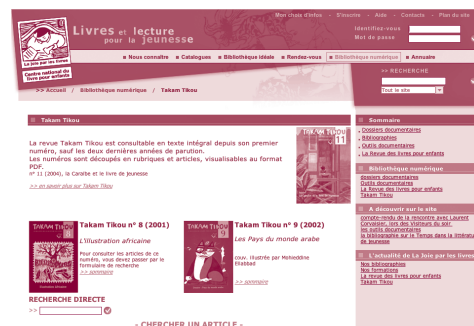 Mon choix d'infos - S'inscrire - Aide - Contacts - Plan du site
Livres et lecture
pour la jeunesse
Identifiez-vous
Mot de passe
La joie par les livres
Centre national du
livre pour enfants
Nous connaître Catalogues Bibliothèque idéale Rendez-vous Bibliothèque numérique Annuaire
>> RECHERCHE
Tout le site
>> Accueil / Bibliothèque numérique / Takam Tikou
Takam Tikou
La revue Takam Tikou est consultable en texte intégral depuis son premier
numéro, sauf les deux dernières années de parution.
Les numéros sont découpés en rubriques et articles, visualisables au format
PDF.
n° 11 (2004), la Caraïbe et le livre de jeunesse.
>> en savoir plus sur Takam Tikou
TAKAM TIKOU
11
TAKAM TIKOU
Takam Tikou n° 8 (2001)
L'illustration africaine
Pour consulter les articles de ce
numéro, vous devez passer par le
formulaire de recherche
>> sommaire
TAKAM TIKOU
Takam Tikou n° 9 (2002)
Les Pays du monde arabe
couv. illustrée par Mohieddine
Ellabbad
>> sommaire
RECHERCHE DIRECTE
>>
- CHERCHER UN ARTICLE -
Sommaire
Dossiers documentaires
Bibliographies
Outils documentaires
La Revue des livres pour enfants
Bibliothèque numérique
dossiers documentaires
Outils documentaires
La Revue des livres pour enfants
Takam Tikou
A découvrir sur le site
compte-rendu de la rencontre avec Laurent
Corvaisier, lors des Visiteurs du soir
les outils documentaires
la bibliographie sur le Temps dans la littératu
de jeunesse
L'actualité de La Joie par les livres
Nos bibliographies
Nos formations
La revue des livres pour enfants
Takam Tikou